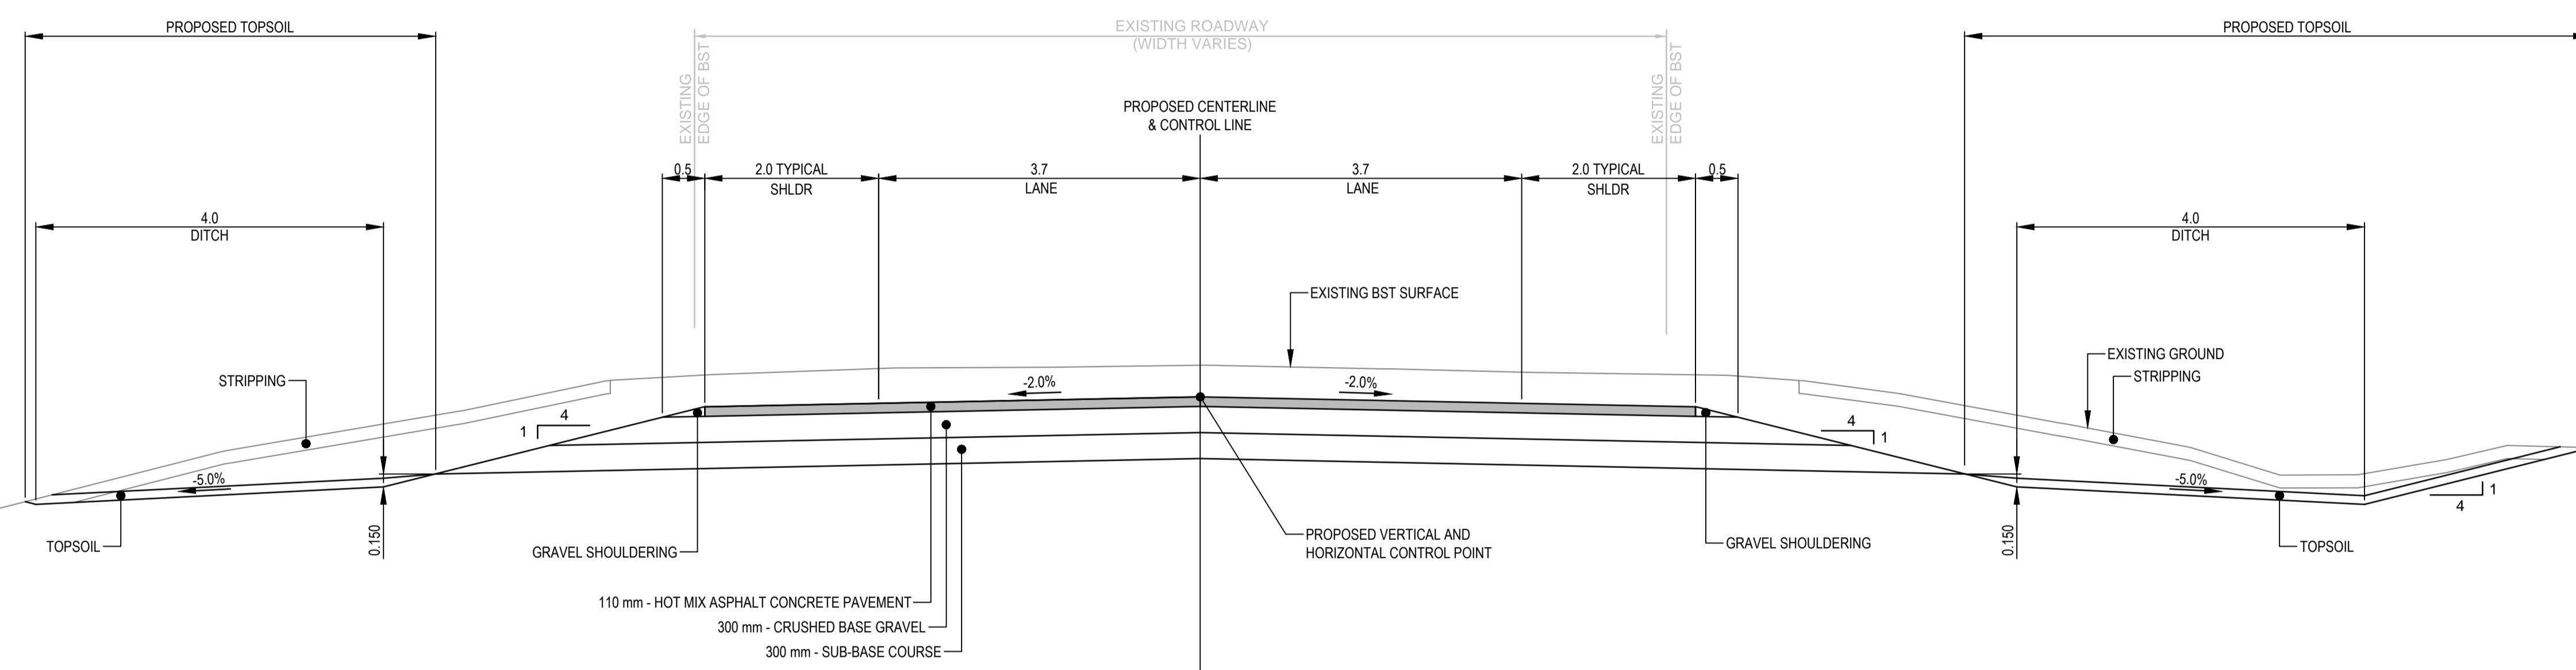 PROPOSED TOPSOIL
EXISTING ROADWAY
(WIDTH VARIES)
PROPOSED TOPSOIL
EXISTING
EDGE OF BST
EXISTING
EDGE OF BST
PROPOSED CENTERLINE
& CONTROL LINE
0.5
2.0 TYPICAL
SHLDR
3.7
LANE
3.7
LANE
2.0 TYPICAL
SHLDR
0.5
4.0
DITCH
4.0
DITCH
EXISTING BST SURFACE
EXISTING GROUND
STRIPPING
STRIPPING
-2.0%
-2.0%
4
1
4
1
-5.0%
-5.0%
1
4
0.150
0.150
TOPSOIL
GRAVEL SHOULDERING
PROPOSED VERTICAL AND
HORIZONTAL CONTROL POINT
GRAVEL SHOULDERING
TOPSOIL
110 mm - HOT MIX ASPHALT CONCRETE PAVEMENT
300 mm - CRUSHED BASE GRAVEL
300 mm - SUB-BASE COURSE